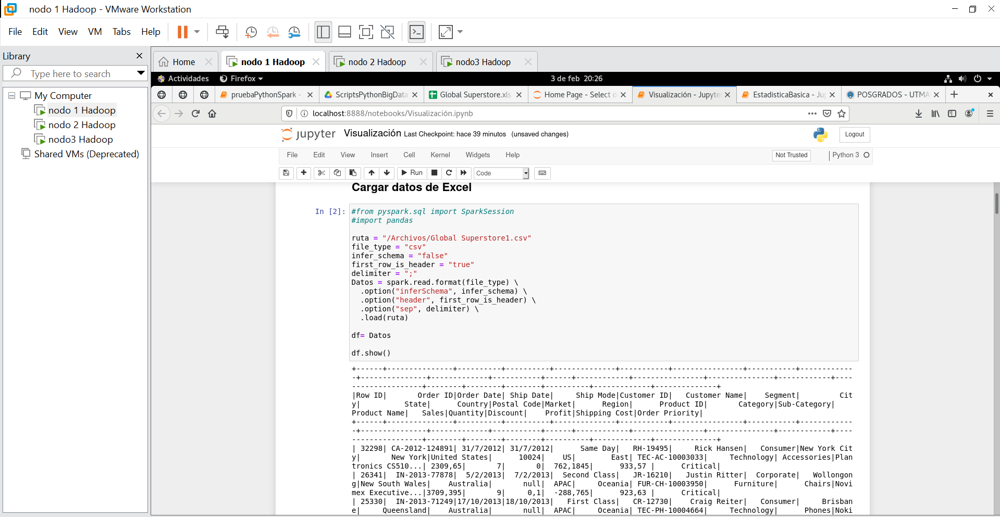 nodo 1 Hadoop - VMware Workstation
File Edit View VM Tabs Help
Library
Type here to search
My Computer
nodo 1 Hadoop
nodo 2 Hadoop
nodo3 Hadoop
Shared VMs (Deprecated)
Home nodo 1 Hadoop nodo 2 Hadoop nodo3 Hadoop
Actividades Firefox 3 de feb 20:26
pruebaPythonSpark - ScriptsPythonBigData Global Superstore.xls Home Page - Select o Visualización - Jupyte EstadisticaBasica - Ju POSGRADOS - UTMA
localhost:8888/notebooks/Visualización.ipynb
jupyter Visualización Last Checkpoint: hace 39 minutos (unsaved changes) Logout
File Edit View Insert Cell Kernel Widgets Help Not Trusted Python 3
Run Code
Cargar datos de Excel
In [2]: #from pyspark.sql import SparkSession
#import pandas
ruta = "/Archivos/Global Superstore1.csv"
file_type = "csv"
infer_schema = "false"
first_row_is_header = "true"
delimiter = ";"
Datos = spark.read.format(file_type) \
.option("inferSchema", infer_schema) \
.option("header", first_row_is_header) \
.option("sep", delimiter) \
.load(ruta)
df= Datos
df.show()
+------+---------------+----------+----------+--------------+-----------+----------------+-----------+------------
-+---------------+-------------+-----------+------+------------+----------------+---------------+------------+----
----------------+--------+--------+--------+----------+-------------+--------------+
|Row ID| Order ID|Order Date| Ship Date| Ship Mode|Customer ID| Customer Name| Segment| Cit
y| State| Country|Postal Code|Market| Region| Product ID| Category|Sub-Category|
Product Name| Sales|Quantity|Discount| Profit|Shipping Cost|Order Priority|
+------+---------------+----------+----------+--------------+-----------+----------------+-----------+------------
-+---------------+-------------+-----------+------+------------+----------------+---------------+------------+----
----------------+--------+--------+--------+----------+-------------+--------------+
| 32298| CA-2012-124891| 31/7/2012| 31/7/2012| Same Day| RH-19495| Rick Hansen| Consumer|New York Cit
y| New York|United States| 10024| US| East| TEC-AC-10003033| Technology| Accessories|Plan
tronics CS510...| 2309,65| 7| 0| 762,1845| 933,57 | Critical|
| 26341| IN-2013-77878| 5/2/2013| 7/2/2013| Second Class| JR-16210| Justin Ritter| Corporate| Wollongon
g|New South Wales| Australia| null| APAC| Oceania| FUR-CH-10003950| Furniture| Chairs|Novi
mex Executive...|3709,395| 9| 0,1| -288,765| 923,63 | Critical|
| 25330| IN-2013-71249|17/10/2013|18/10/2013| First Class| CR-12730| Craig Reiter| Consumer| Brisban
e| Queensland| Australia| null| APAC| Oceania| TEC-PH-10004664| Technology| Phones|Noki